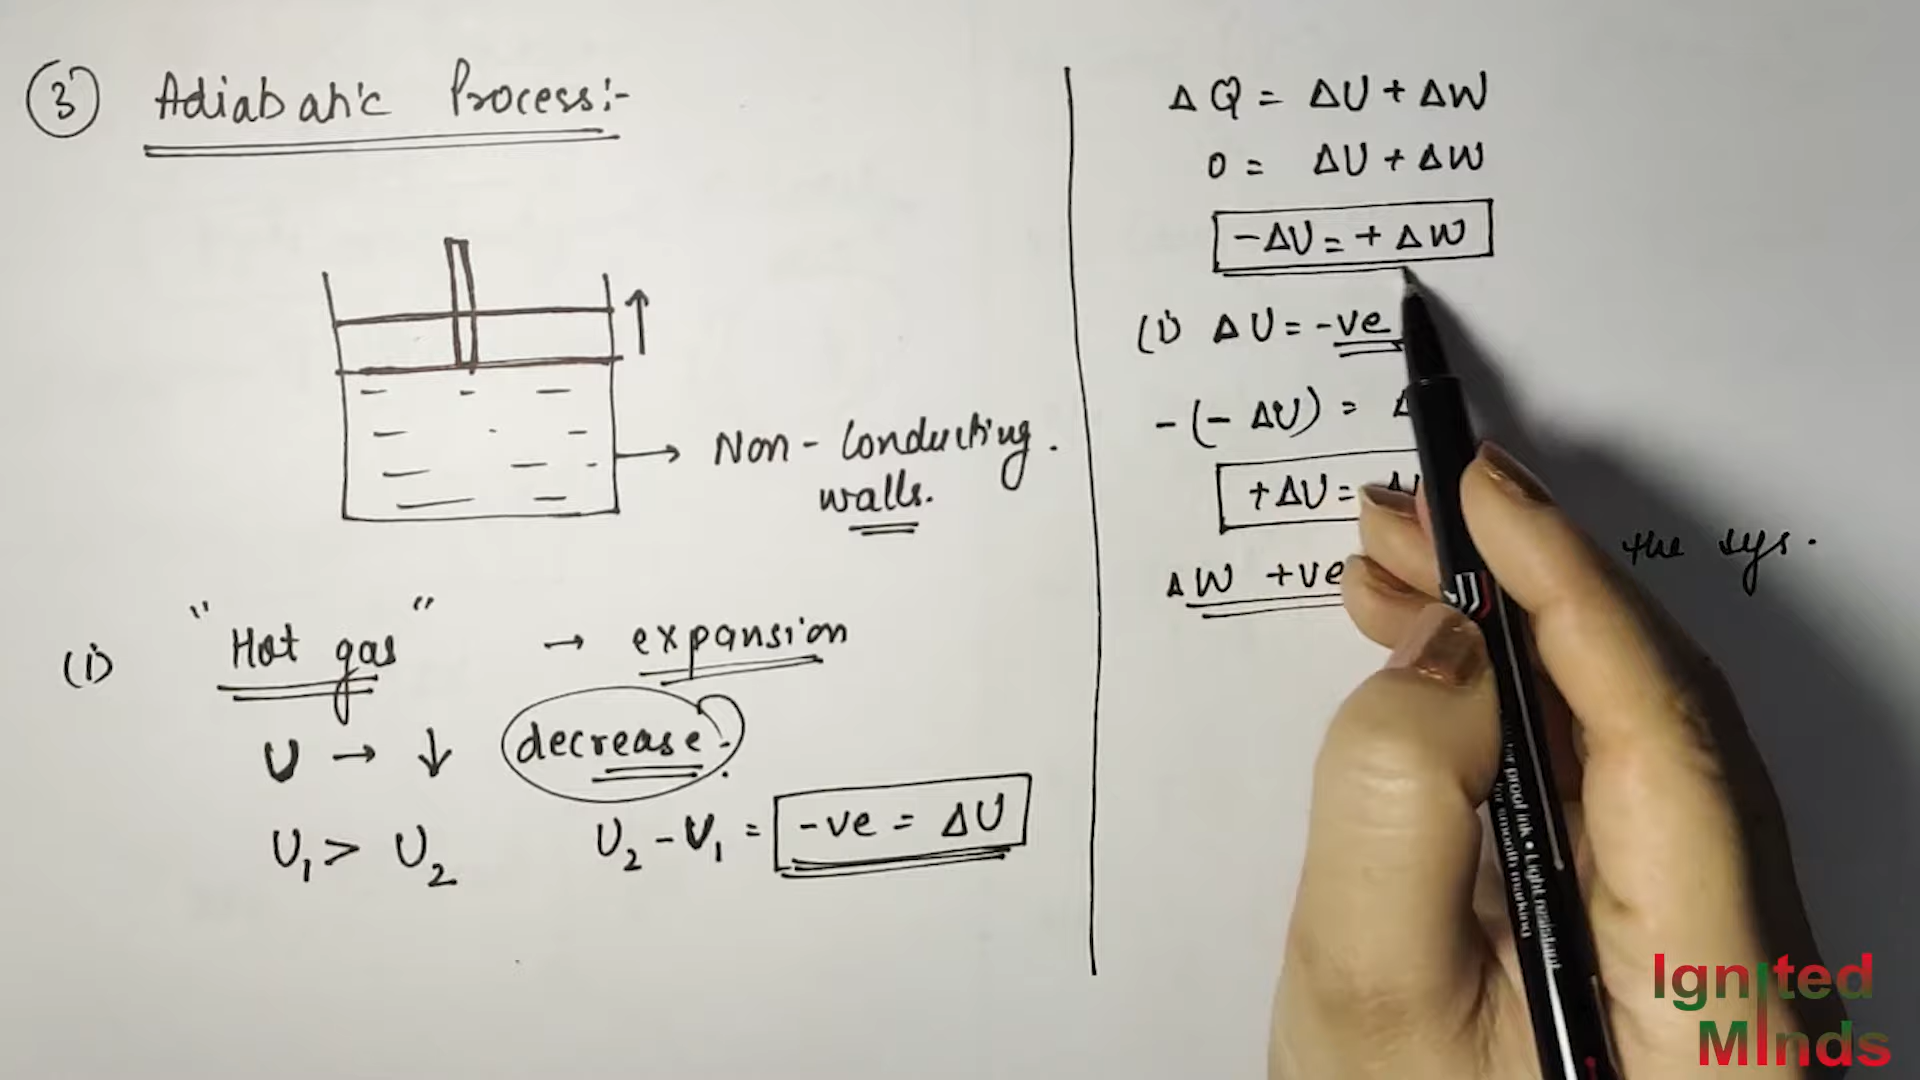 3 Adiabatic Process:-
Non-Conducting.
walls.
(i) "Hot gas" → expansion
U → ↓ decrease.
U₁ > U₂ U₂ - U₁ = -ve = ΔU
Δ Q = ΔU + ΔW
0 = ΔU + ΔW
-ΔU = + ΔW
(i) ΔU = -ve
-(- ΔU) = Δ
+ΔU =
the sys.
ΔW +ve
Ignited
Minds